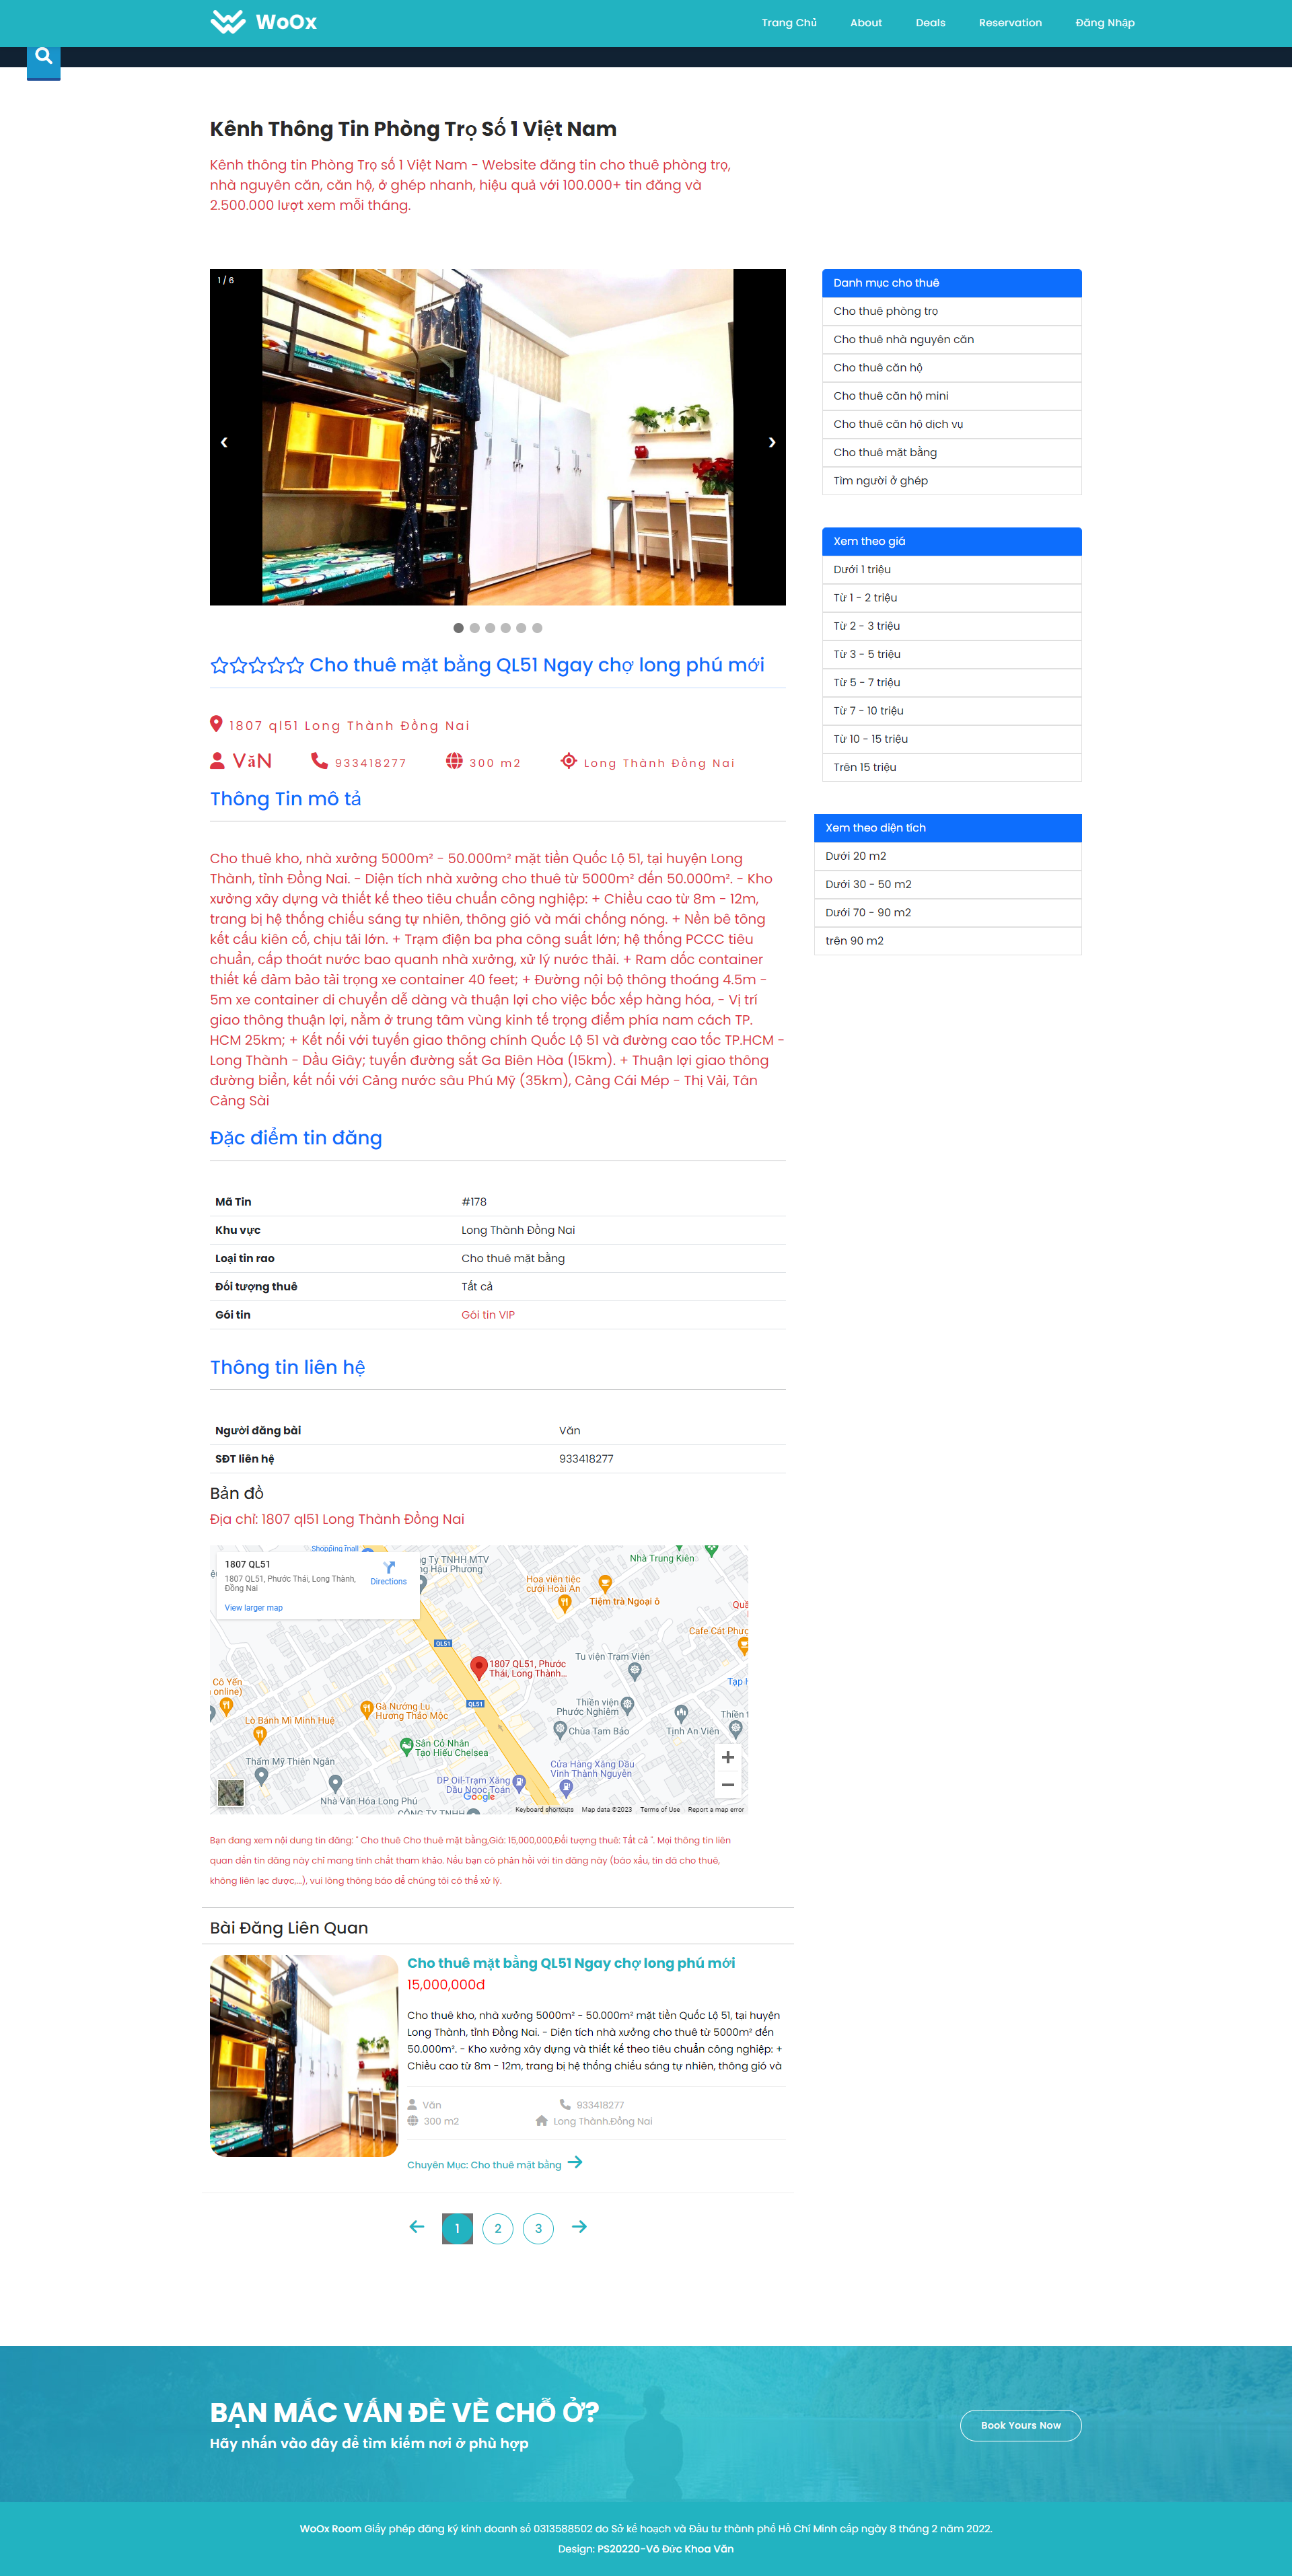 WoOx
Trang Chủ
About
Deals
Reservation
Đăng Nhập
Kênh Thông Tin Phòng Trọ Số 1 Việt Nam
Kênh thông tin Phòng Trọ số 1 Việt Nam - Website đăng tin cho thuê phòng trọ,
nhà nguyên căn, căn hộ, ở ghép nhanh, hiệu quả với 100.000+ tin đăng và
2.500.000 lượt xem mỗi tháng.
1 / 6
❮
❯
Cho thuê mặt bằng QL51 Ngay chợ long phú mới
1807 ql51 Long Thành Đồng Nai
VăN
933418277
300 m2
Long Thành Đồng Nai
Thông Tin mô tả
Cho thuê kho, nhà xưởng 5000m² - 50.000m² mặt tiền Quốc Lộ 51, tại huyện Long
Thành, tỉnh Đồng Nai. - Diện tích nhà xưởng cho thuê từ 5000m² đến 50.000m². - Kho
xưởng xây dựng và thiết kế theo tiêu chuẩn công nghiệp: + Chiều cao từ 8m - 12m,
trang bị hệ thống chiếu sáng tự nhiên, thông gió và mái chống nóng. + Nền bê tông
kết cấu kiên cố, chịu tải lớn. + Trạm điện ba pha công suất lớn; hệ thống PCCC tiêu
chuẩn, cấp thoát nước bao quanh nhà xưởng, xử lý nước thải. + Ram dốc container
thiết kế đảm bảo tải trọng xe container 40 feet; + Đường nội bộ thông thoáng 4.5m -
5m xe container di chuyển dễ dàng và thuận lợi cho việc bốc xếp hàng hóa, - Vị trí
giao thông thuận lợi, nằm ở trung tâm vùng kinh tế trọng điểm phía nam cách TP.
HCM 25km; + Kết nối với tuyến giao thông chính Quốc Lộ 51 và đường cao tốc TP.HCM -
Long Thành - Dầu Giây; tuyến đường sắt Ga Biên Hòa (15km). + Thuận lợi giao thông
đường biển, kết nối với Cảng nước sâu Phú Mỹ (35km), Cảng Cái Mép - Thị Vải, Tân
Cảng Sài
Đặc điểm tin đăng
Mã Tin #178
Khu vực Long Thành Đồng Nai
Loại tin rao Cho thuê mặt bằng
Đối tượng thuê Tất cả
Gói tin Gói tin VIP
Thông tin liên hệ
Người đăng bài Văn
SĐT liên hệ 933418277
Bản đồ
Địa chỉ: 1807 ql51 Long Thành Đồng Nai
Shopping mall
1807 QL51
1807 QL51, Phước Thái, Long Thành,
Đồng Nai
Directions
View larger map
ng Ty TNHH MTV
ng Hậu Phương
Nhà Trung Kiên
Hoa viên tiệc
cưới Hoài An
Tiệm trà Ngoại ô
Quá
Cafe Cát Phượ
QL51
Tu viện Trạm Viên
1807 QL51, Phước
Thái, Long Thành...
Tạp H
Cô Yến
online)
QL51
Gà Nướng Lu
Hương Thảo Mộc
Thiền viện
Phước Nghiêm
Lò Bánh Mì Minh Huệ
Chùa Tam Bảo
Tịnh An Viên
Thiền t
Sân Cỏ Nhân
Tạo Hiếu Chelsea
Thẩm Mỹ Thiên Ngân
Cửa Hàng Xăng Dầu
Vinh Thành Nguyên
DP Oil-Trạm Xăng
Dầu Ngọc Toản
Nhà Văn Hóa Long Phú
CÔNG TY TNHH
Google
Keyboard shortcuts
Map data ©2023
Terms of Use
Report a map error
Bạn đang xem nội dung tin đăng: " Cho thuê Cho thuê mặt bằng,Giá: 15,000,000,Đối tượng thuê: Tất cả ". Mọi thông tin liên
quan đến tin đăng này chỉ mang tính chất tham khảo. Nếu bạn có phản hồi với tin đăng này (báo xấu, tin đã cho thuê,
không liên lạc được,...), vui lòng thông báo để chúng tôi có thể xử lý.
Bài Đăng Liên Quan
Cho thuê mặt bằng QL51 Ngay chợ long phú mới
15,000,000đ
Cho thuê kho, nhà xưởng 5000m² - 50.000m² mặt tiền Quốc Lộ 51, tại huyện
Long Thành, tỉnh Đồng Nai. - Diện tích nhà xưởng cho thuê từ 5000m² đến
50.000m². - Kho xưởng xây dựng và thiết kế theo tiêu chuẩn công nghiệp: +
Chiều cao từ 8m - 12m, trang bị hệ thống chiếu sáng tự nhiên, thông gió và
Văn
933418277
300 m2
Long Thành.Đồng Nai
Chuyên Mục: Cho thuê mặt bằng
1
2
3
Danh mục cho thuê
Cho thuê phòng trọ
Cho thuê nhà nguyên căn
Cho thuê căn hộ
Cho thuê căn hộ mini
Cho thuê căn hộ dịch vụ
Cho thuê mặt bằng
Tìm người ở ghép
Xem theo giá
Dưới 1 triệu
Từ 1 - 2 triệu
Từ 2 - 3 triệu
Từ 3 - 5 triệu
Từ 5 - 7 triệu
Từ 7 - 10 triệu
Từ 10 - 15 triệu
Trên 15 triệu
Xem theo diện tích
Dưới 20 m2
Dưới 30 - 50 m2
Dưới 70 - 90 m2
trên 90 m2
BẠN MẮC VẤN ĐỀ VỀ CHỖ Ở?
Hãy nhấn vào đây để tìm kiếm nơi ở phù hợp
Book Yours Now
WoOx Room Giấy phép đăng ký kinh doanh số 0313588502 do Sở kế hoạch và Đầu tư thành phố Hồ Chí Minh cấp ngày 8 tháng 2 năm 2022.
Design: PS20220-Võ Đức Khoa Văn